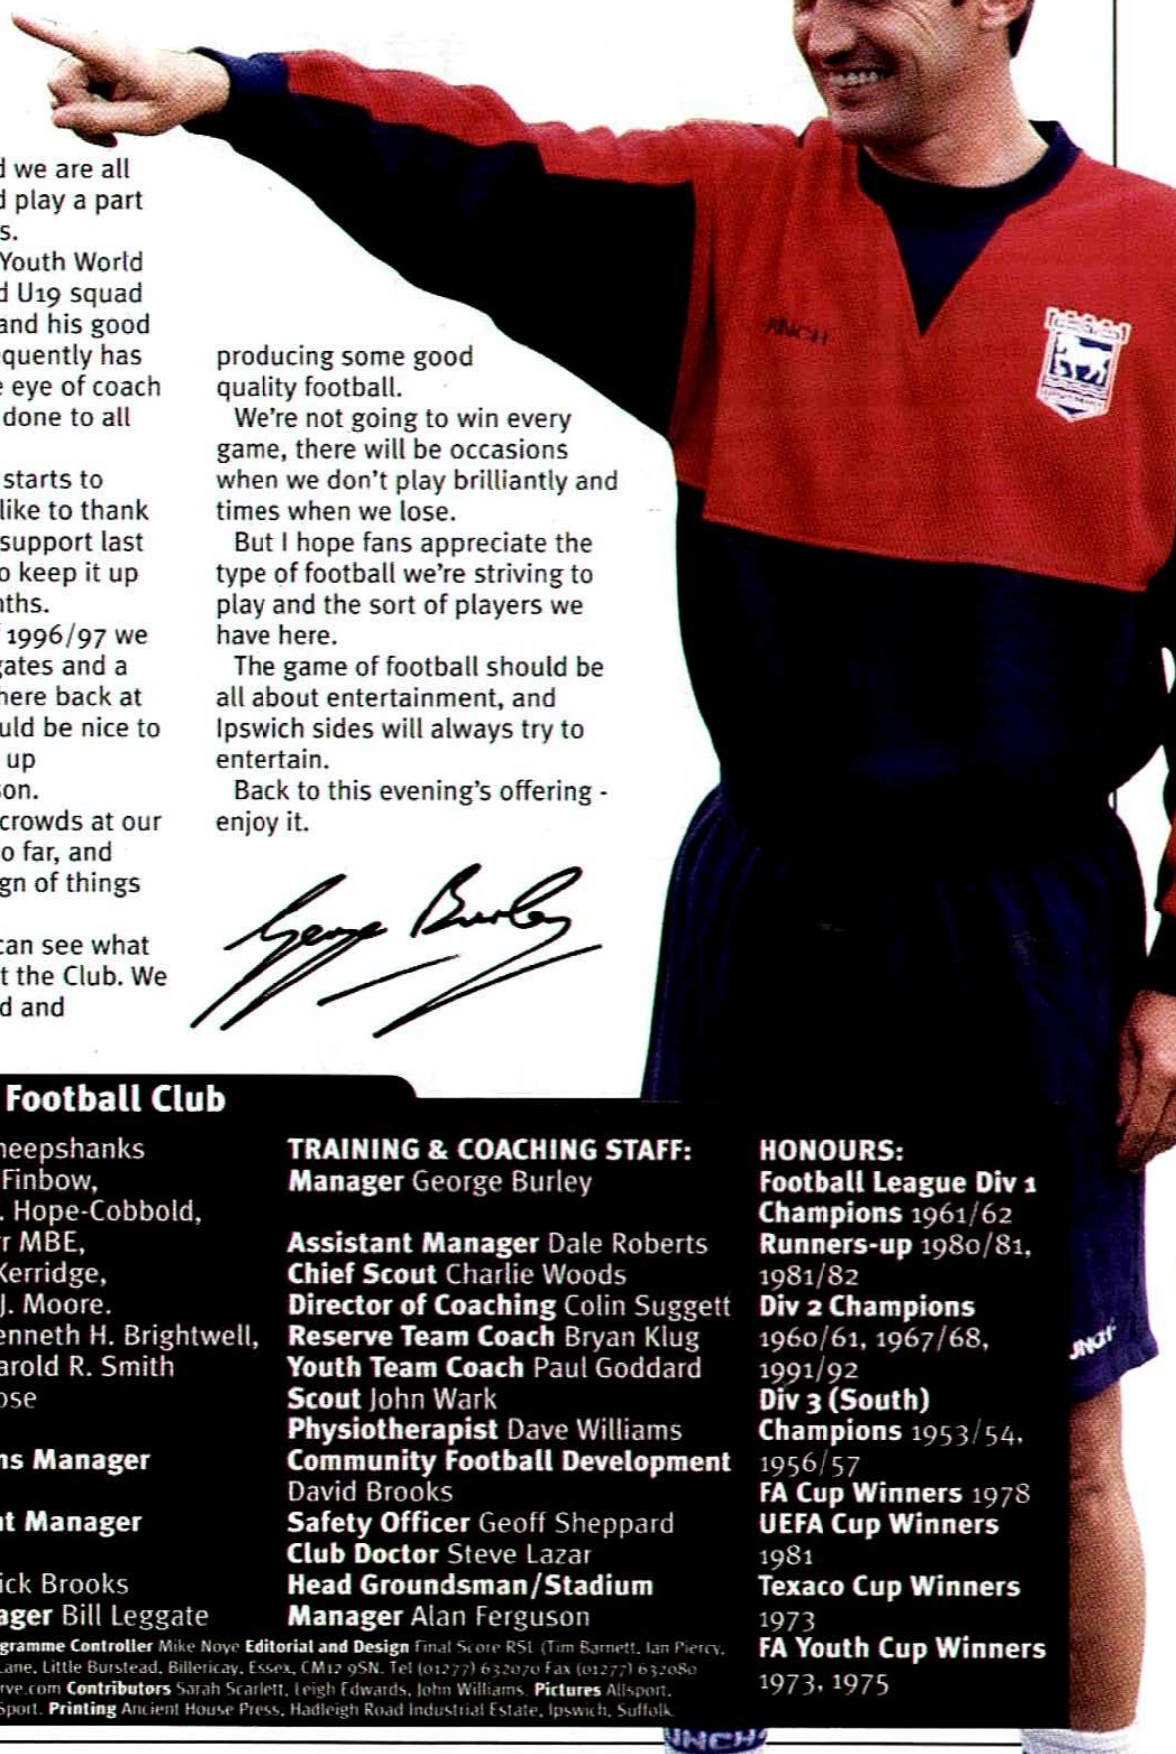 d we are all
d play a part
s.
Youth World
d U19 squad
and his good
quently has
e eye of coach
done to all
starts to
like to thank
support last
o keep it up
nths.
1996/97 we
gates and a
here back at
uld be nice to
up
son.
crowds at our
o far, and
gn of things
can see what
t the Club. We
d and
producing some good
quality football.
We're not going to win every
game, there will be occasions
when we don't play brilliantly and
times when we lose.
But I hope fans appreciate the
type of football we're striving to
play and the sort of players we
have here.
The game of football should be
all about entertainment, and
Ipswich sides will always try to
entertain.
Back to this evening's offering -
enjoy it.
George Burley
PUNCH
Football Club
heepshanks
Finbow,
. Hope-Cobbold,
r MBE,
Kerridge,
J. Moore.
enneth H. Brightwell,
arold R. Smith
ose
ns Manager
nt Manager
ick Brooks
ager Bill Leggate
TRAINING & COACHING STAFF:
Manager George Burley
Assistant Manager Dale Roberts
Chief Scout Charlie Woods
Director of Coaching Colin Suggett
Reserve Team Coach Bryan Klug
Youth Team Coach Paul Goddard
Scout John Wark
Physiotherapist Dave Williams
Community Football Development
David Brooks
Safety Officer Geoff Sheppard
Club Doctor Steve Lazar
Head Groundsman/Stadium
Manager Alan Ferguson
HONOURS:
Football League Div 1
Champions 1961/62
Runners-up 1980/81,
1981/82
Div 2 Champions
1960/61, 1967/68,
1991/92
Div 3 (South)
Champions 1953/54,
1956/57
FA Cup Winners 1978
UEFA Cup Winners
1981
Texaco Cup Winners
1973
FA Youth Cup Winners
1973, 1975
gramme Controller Mike Noye Editorial and Design Final Score RSL (Tim Barnett, Ian Piercy,
Lane, Little Burstead, Billericay, Essex, CM12 9SN. Tel (01277) 632070 Fax (01277) 632080
rve.com Contributors Sarah Scarlett, Leigh Edwards, John Williams. Pictures Allsport,
Sport. Printing Ancient House Press, Hadleigh Road Industrial Estate, Ipswich, Suffolk
UNCH
UNCH